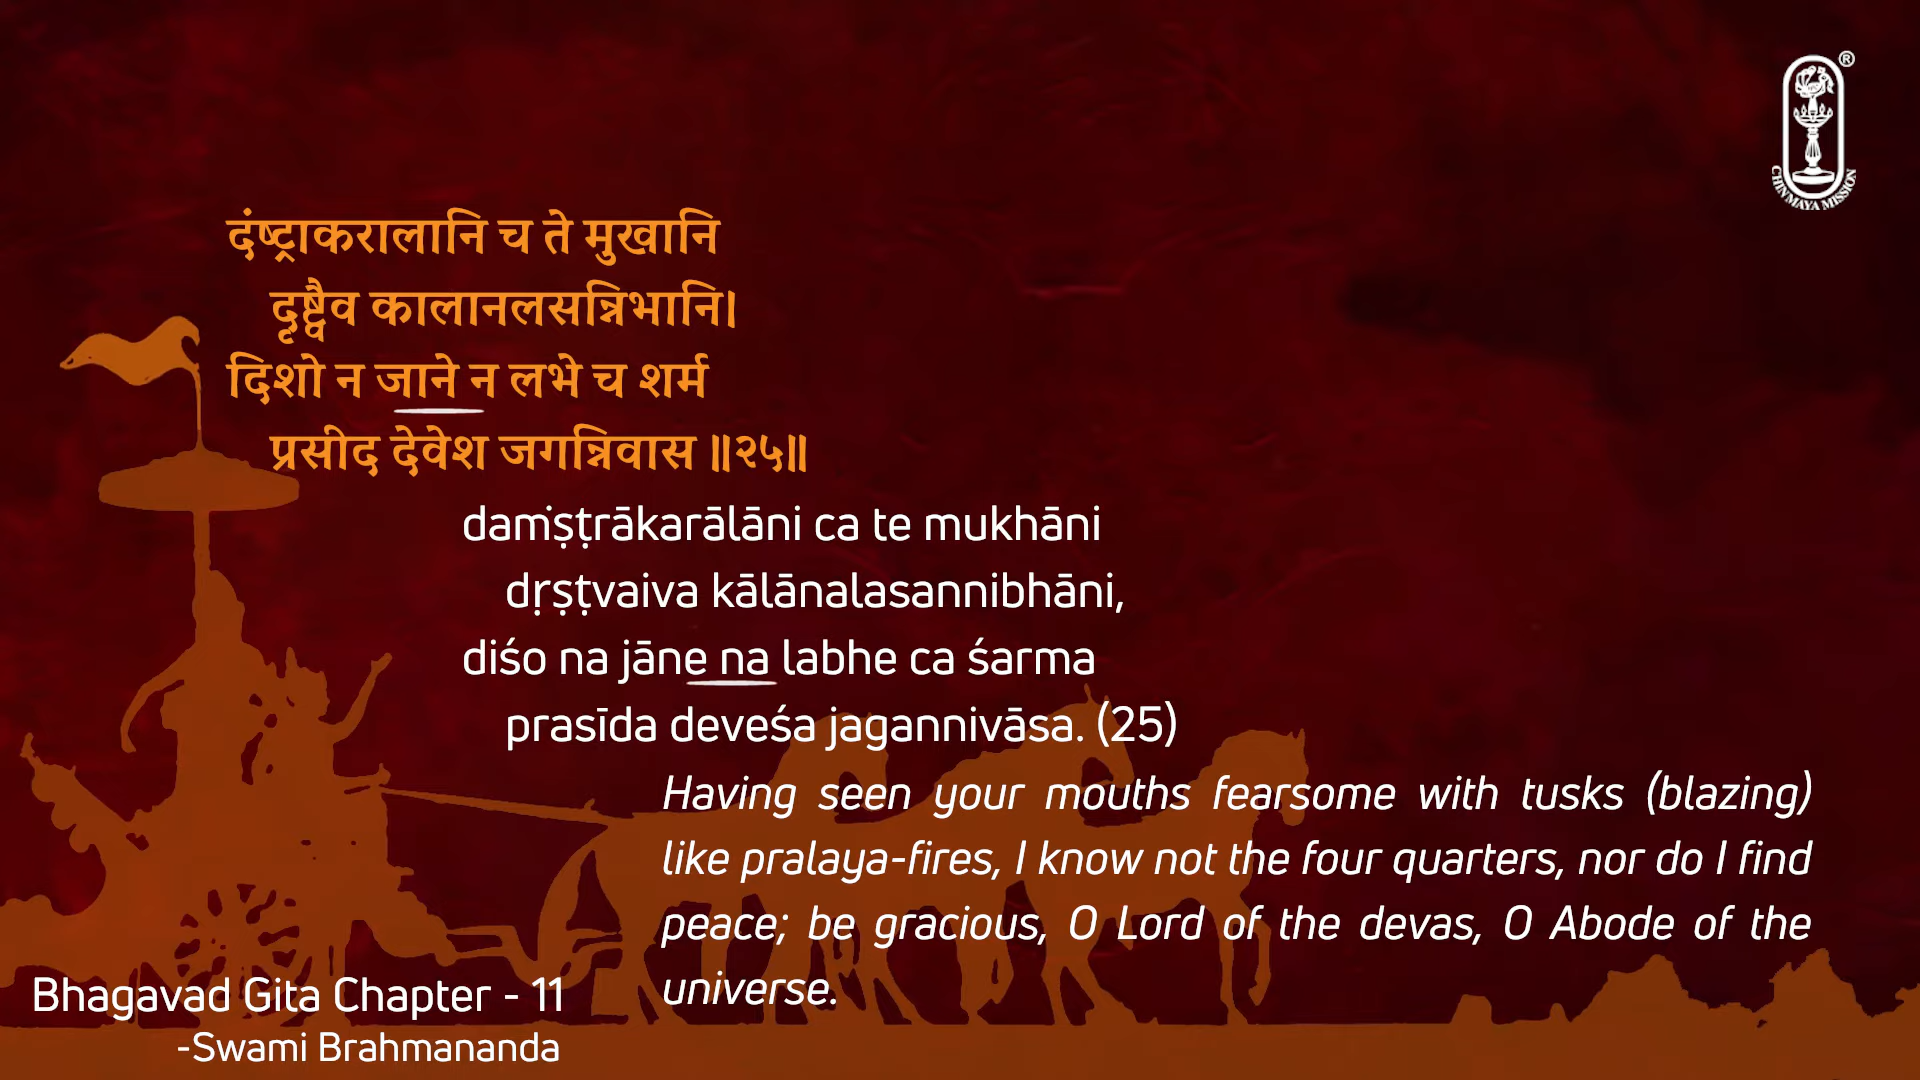 ®
CHINMAYA MISSION
दंष्ट्राकरालानि च ते मुखानि
दृष्ट्वैव कालानलसन्निभानि।
दिशो न जाने न लभे च शर्म
प्रसीद देवेश जगन्निवास ॥२५॥
daṁṣṭrākarālāni ca te mukhāni
dṛṣṭvaiva kālānalasannibhāni,
diśo na jāne na labhe ca śarma
prasīda deveśa jagannivāsa. (25)
Having seen your mouths fearsome with tusks (blazing)
like pralaya-fires, I know not the four quarters, nor do I find
peace; be gracious, O Lord of the devas, O Abode of the
universe.
Bhagavad Gita Chapter - 11
-Swami Brahmananda